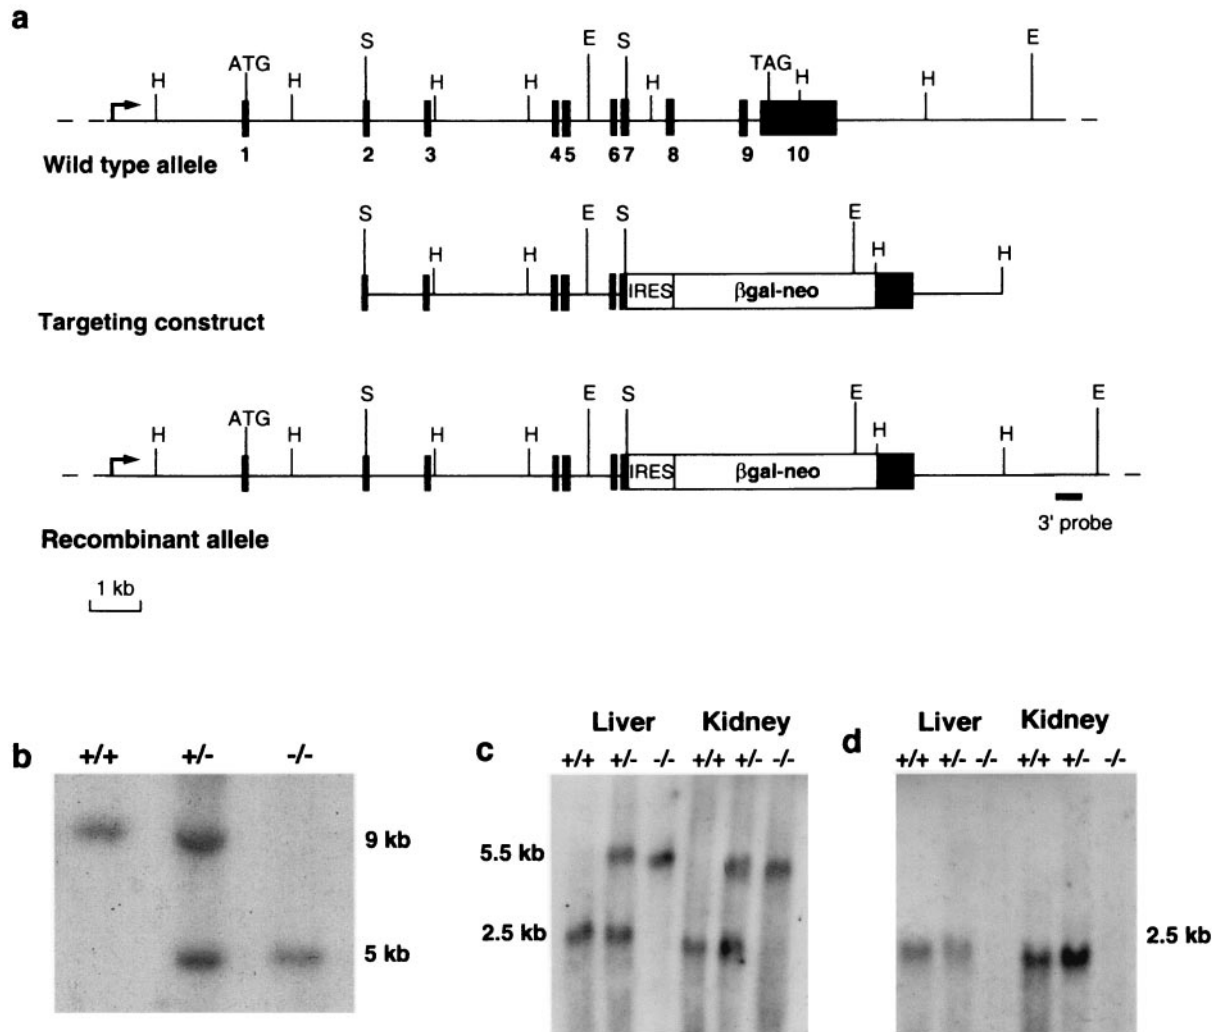 a
H ATG H S H H E S H TAG H H E
1 2 3 4 5 6 7 8 9 10
Wild type allele
S H H E S E H H
IRES βgal-neo
Targeting construct
H ATG H S H H E S E H H E
IRES βgal-neo
3' probe
Recombinant allele
1 kb
b
+/+ +/- -/-
9 kb
5 kb
c
Liver Kidney
+/+ +/- -/- +/+ +/- -/-
5.5 kb
2.5 kb
d
Liver Kidney
+/+ +/- -/- +/+ +/- -/-
2.5 kb